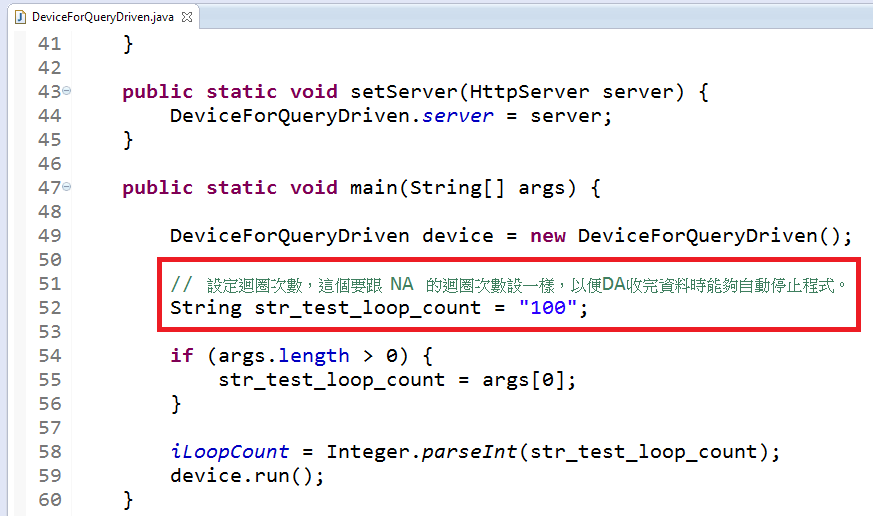 DeviceForQueryDriven.java
41 }
42
43 public static void setServer(HttpServer server) {
44 DeviceForQueryDriven.server = server;
45 }
46
47 public static void main(String[] args) {
48
49 DeviceForQueryDriven device = new DeviceForQueryDriven();
50
51 // 設定迴圈次數，這個要跟 NA 的迴圈次數設一樣，以便DA收完資料時能夠自動停止程式。
52 String str_test_loop_count = "100";
53
54 if (args.length > 0) {
55 str_test_loop_count = args[0];
56 }
57
58 iLoopCount = Integer.parseInt(str_test_loop_count);
59 device.run();
60 }